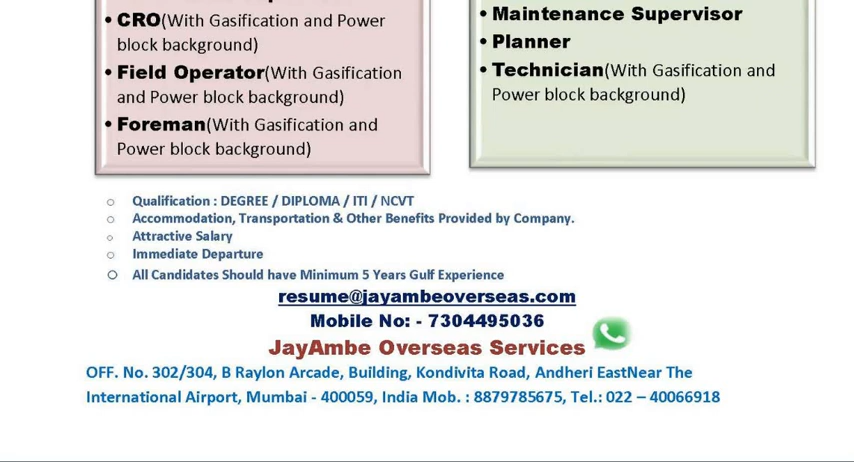 • CRO(With Gasification and Power
block background)
• Field Operator(With Gasification
and Power block background)
• Foreman(With Gasification and
Power block background)
• Maintenance Supervisor
• Planner
• Technician(With Gasification and
Power block background)
○ Qualification : DEGREE / DIPLOMA / ITI / NCVT
○ Accommodation, Transportation & Other Benefits Provided by Company.
○ Attractive Salary
○ Immediate Departure
○ All Candidates Should have Minimum 5 Years Gulf Experience
resume@jayambeoverseas.com
Mobile No: - 7304495036
JayAmbe Overseas Services
OFF. No. 302/304, B Raylon Arcade, Building, Kondivita Road, Andheri EastNear The
International Airport, Mumbai - 400059, India Mob. : 8879785675, Tel.: 022 – 40066918